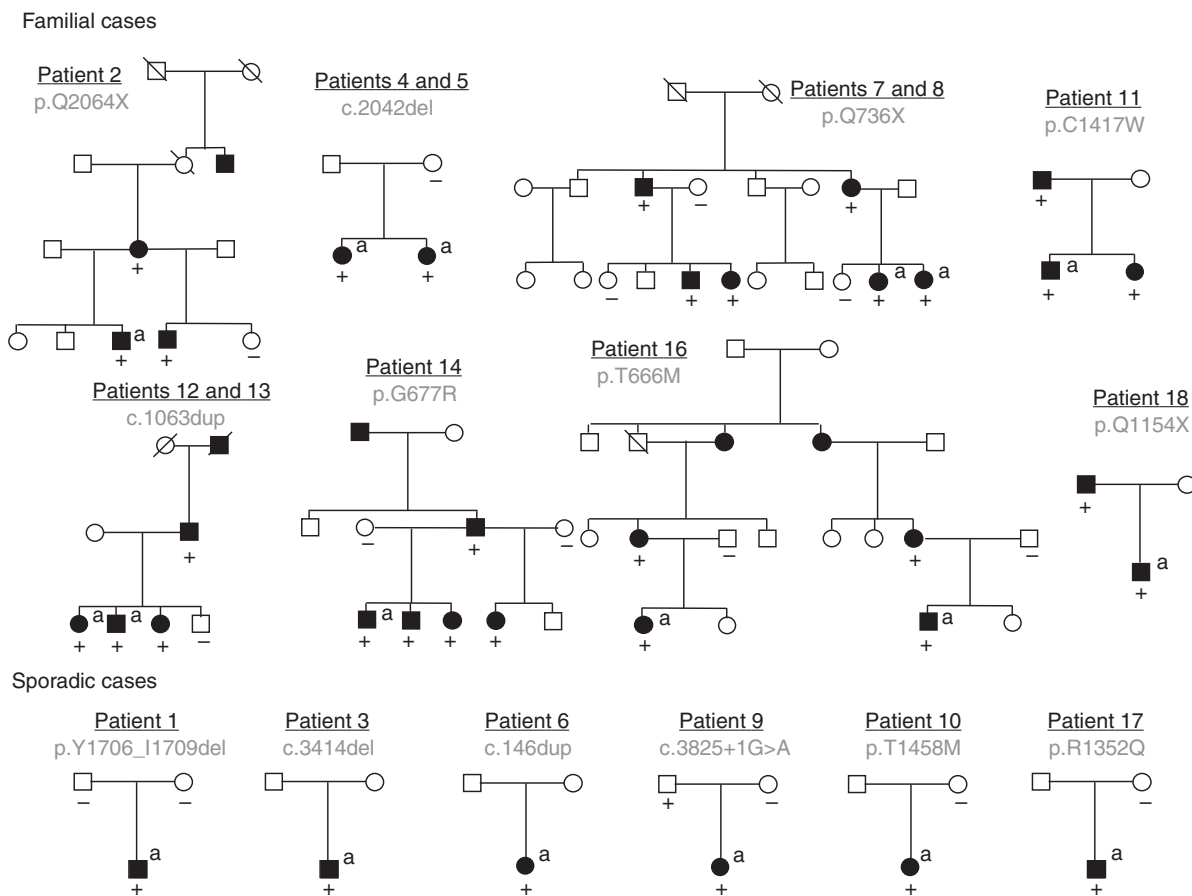 Familial cases
Patient 2
p.Q2064X
+
a
+ + −
Patients 4 and 5
c.2042del
−
a a
+ +
Patients 7 and 8
p.Q736X
+ − +
a a
− + + − + +
Patient 11
p.C1417W
+
a
+ +
Patients 12 and 13
c.1063dup
+
a a
+ + + −
Patient 14
p.G677R
− + −
a
+ + + +
Patient 16
p.T666M
+ − + −
a a
+ +
Patient 18
p.Q1154X
+
a
+
Sporadic cases
Patient 1
p.Y1706_I1709del
− −
a
+
Patient 3
c.3414del
a
+
Patient 6
c.146dup
a
+
Patient 9
c.3825+1G>A
+ −
a
+
Patient 10
p.T1458M
−
a
+
Patient 17
p.R1352Q
−
a
+